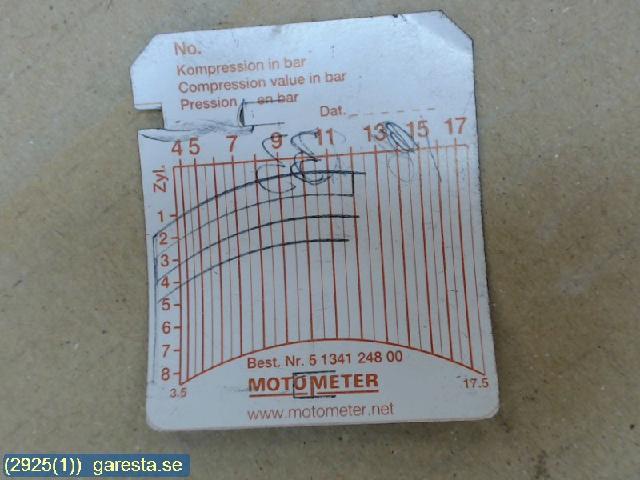 No.
Kompression in bar
Compression value in bar
Pression en bar
Dat.
4 5 7 9 11 13 15 17
Zyl.
1
2
3
4
5
6
7
8
3.5 17.5
Best. Nr. 5 1341 248 00
MOTOMETER
www.motometer.net
(2925(1)) garesta.se